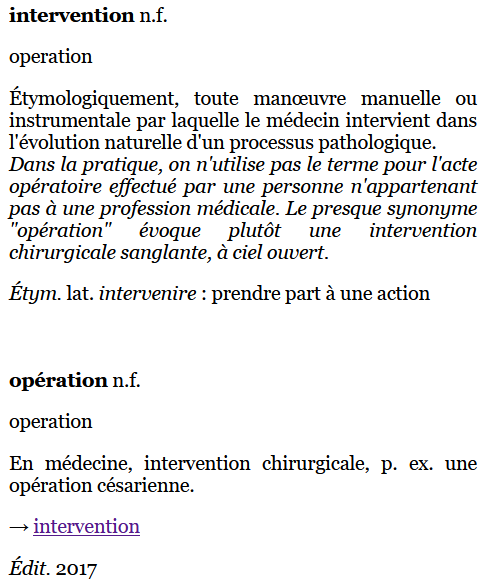 intervention n.f.
operation
Étymologiquement, toute manœuvre manuelle ou
instrumentale par laquelle le médecin intervient dans
l'évolution naturelle d'un processus pathologique.
Dans la pratique, on n'utilise pas le terme pour l'acte
opératoire effectué par une personne n'appartenant
pas à une profession médicale. Le presque synonyme
"opération" évoque plutôt une intervention
chirurgicale sanglante, à ciel ouvert.
Étym. lat. intervenire : prendre part à une action
opération n.f.
operation
En médecine, intervention chirurgicale, p. ex. une
opération césarienne.
→ intervention
Édit. 2017